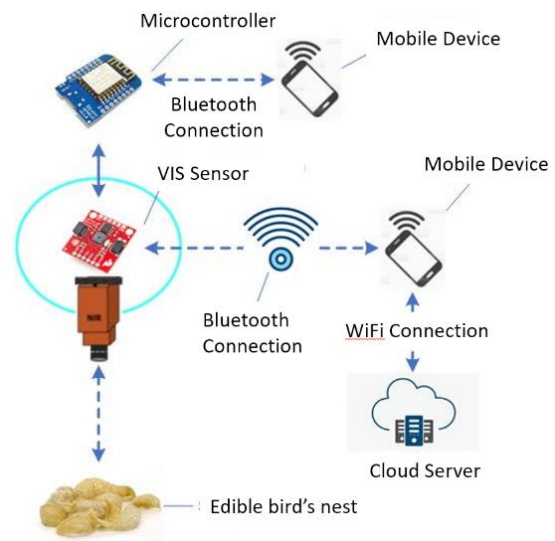 Microcontroller
Mobile Device
Bluetooth
Connection
VIS Sensor
Mobile Device
NIR
Bluetooth
Connection
WiFi Connection
Cloud Server
Edible bird's nest